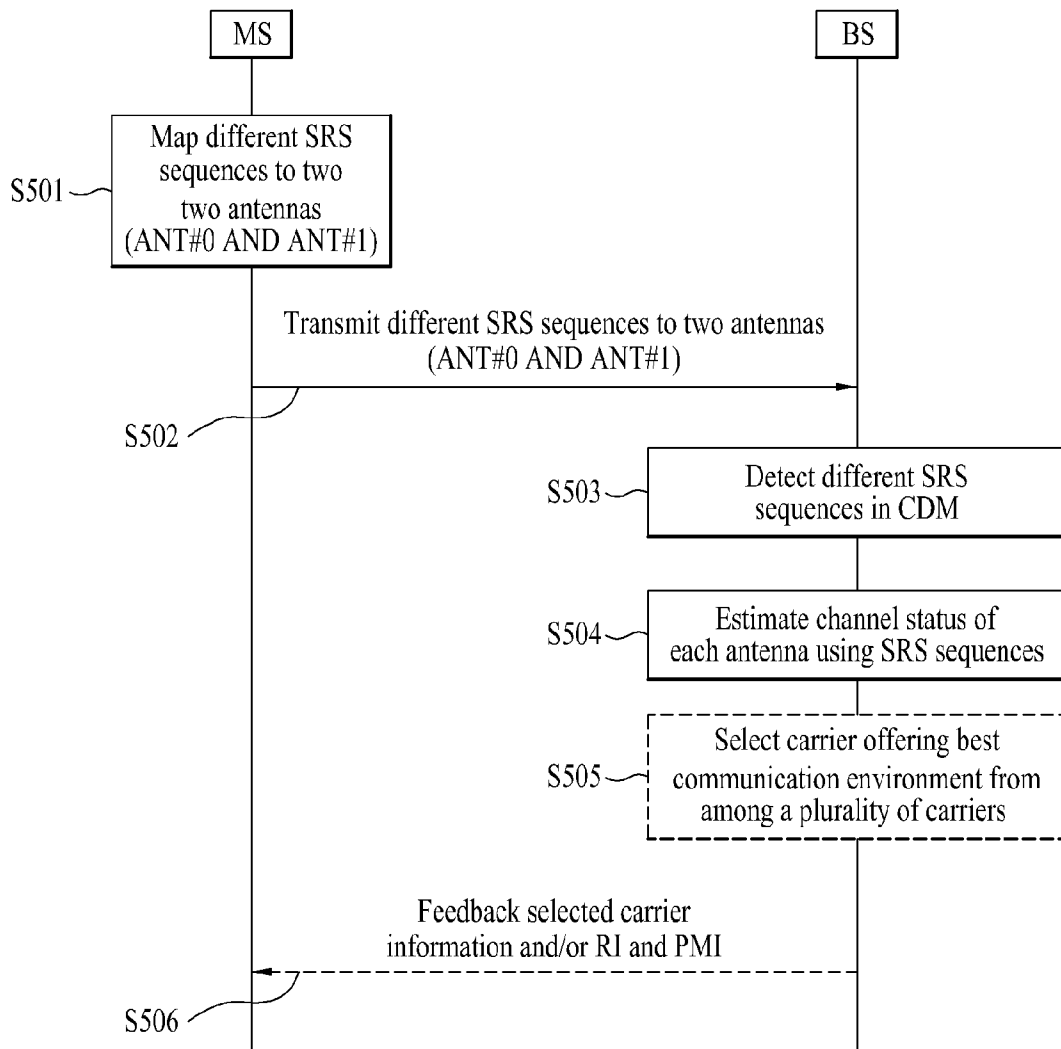 MS
BS
Map different SRS
sequences to two
two antennas
(ANT#0 AND ANT#1)
S501
Transmit different SRS sequences to two antennas
(ANT#0 AND ANT#1)
S502
Detect different SRS
sequences in CDM
S503
Estimate channel status of
each antenna using SRS sequences
S504
Select carrier offering best
communication environment from
among a plurality of carriers
S505
Feedback selected carrier
information and/or RI and PMI
S506